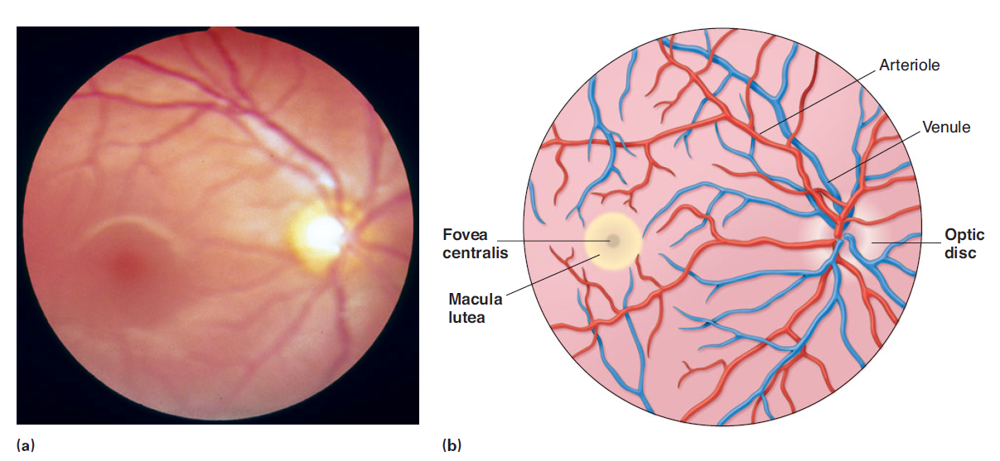 Arteriole
Venule
Fovea
centralis
Optic
disc
Macula
lutea
(a)
(b)